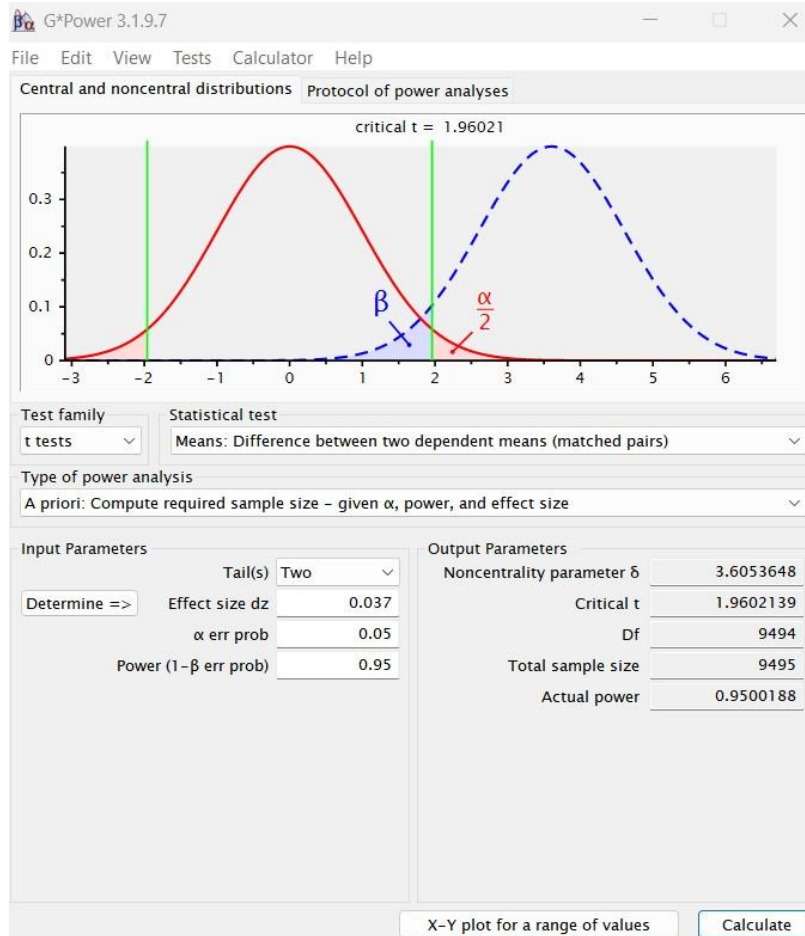 βα G*Power 3.1.9.7
File Edit View Tests Calculator Help
Central and noncentral distributions Protocol of power analyses
critical t = 1.96021
0.3
0.2
0.1
0
β
α
2
-3 -2 -1 0 1 2 3 4 5 6
Test family Statistical test
t tests Means: Difference between two dependent means (matched pairs)
Type of power analysis
A priori: Compute required sample size – given α, power, and effect size
Input Parameters Output Parameters
Tail(s) Two Noncentrality parameter δ 3.6053648
Determine => Effect size dz 0.037 Critical t 1.9602139
α err prob 0.05 Df 9494
Power (1-β err prob) 0.95 Total sample size 9495
Actual power 0.9500188
X-Y plot for a range of values Calculate